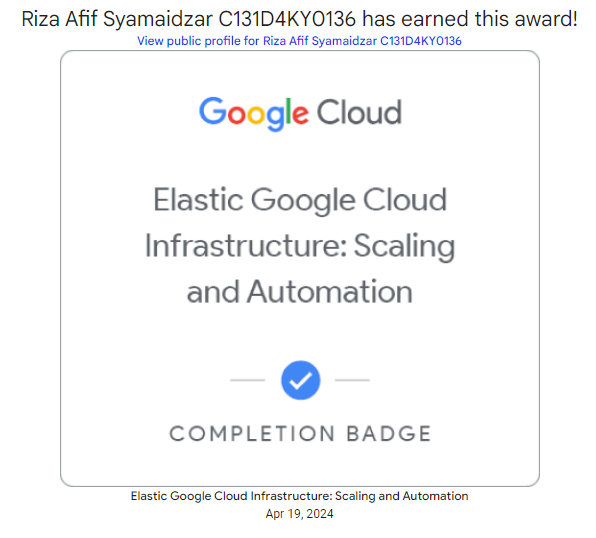 Riza Afif Syamaidzar C131D4KY0136 has earned this award!
View public profile for Riza Afif Syamaidzar C131D4KY0136
Google Cloud
Elastic Google Cloud
Infrastructure: Scaling
and Automation
COMPLETION BADGE
Elastic Google Cloud Infrastructure: Scaling and Automation
Apr 19, 2024